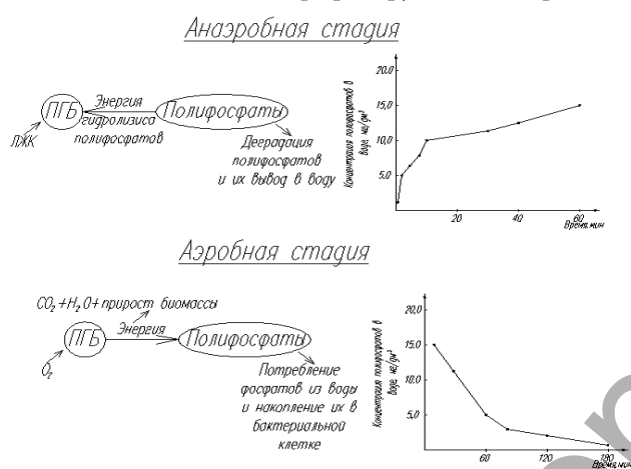 Анаэробная стадия
ПГБ
Энергия
гидролизиса
полифосфатов
Полифосфаты
ЛЖК
Деградация
полифосфатов
и их вывод в воду
Концентрация полифосфатов в
воде, мг/дм³
20,0
15,0
10,0
5,0
20
40
60
Время, мин
Аэробная стадия
CO₂+H₂O+прирост биомассы
ПГБ
Энергия
Полифосфаты
O₂
Потребление
фосфатов из воды
и накопление их в
бактериальной
клетке
Концентрация полифосфатов в
воде, мг/дм³
20,0
15,0
10,0
5,0
60
120
180
Время, мин